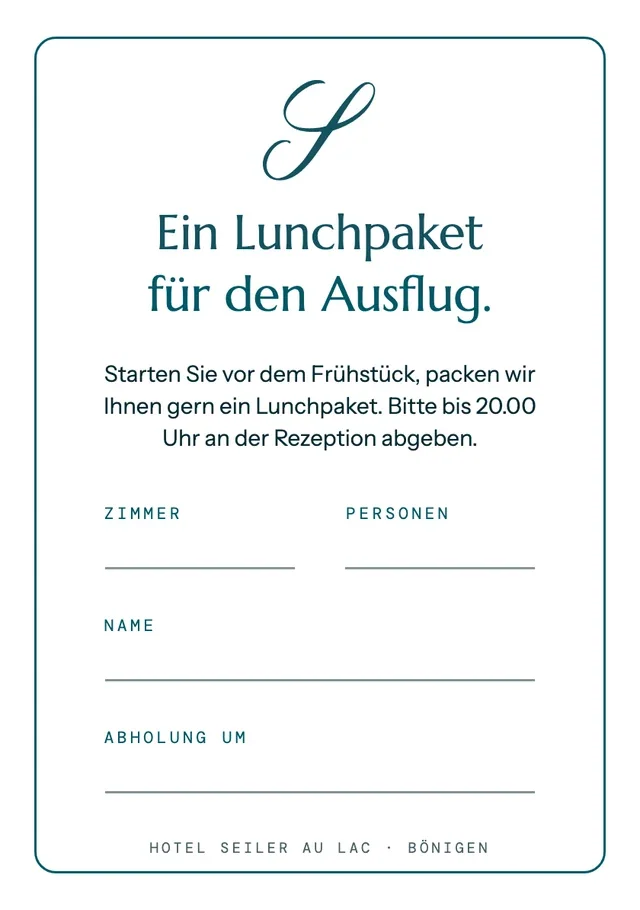 S
Ein Lunchpaket
für den Ausflug.
Starten Sie vor dem Frühstück, packen wir
Ihnen gern ein Lunchpaket. Bitte bis 20.00
Uhr an der Rezeption abgeben.
ZIMMER PERSONEN
NAME
ABHOLUNG UM
HOTEL SEILER AU LAC · BÖNIGEN